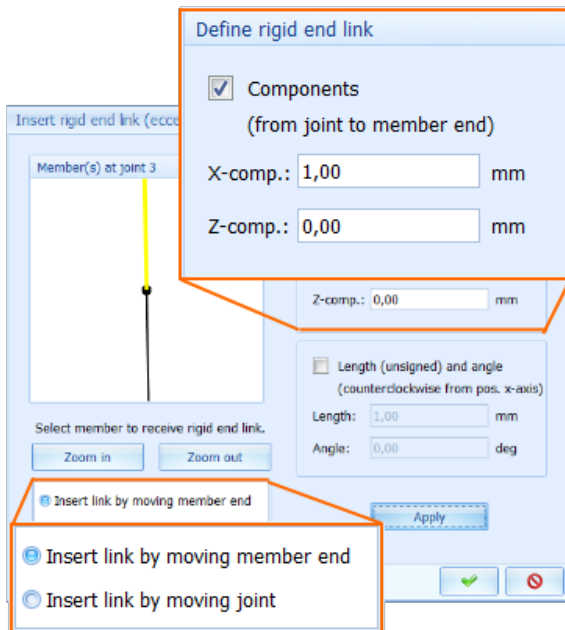 Define rigid end link
Components
(from joint to member end)
X-comp.: 1,00 mm
Z-comp.: 0,00 mm
Insert rigid end link (ecce
Member(s) at joint 3
Z-comp.: 0,00 mm
Length (unsigned) and angle
(counterclockwise from pos. x-axis)
Length: 1,00 mm
Angle: 0,00 deg
Select member to receive rigid end link.
Zoom in Zoom out
Insert link by moving member end
Apply
Insert link by moving member end
Insert link by moving joint